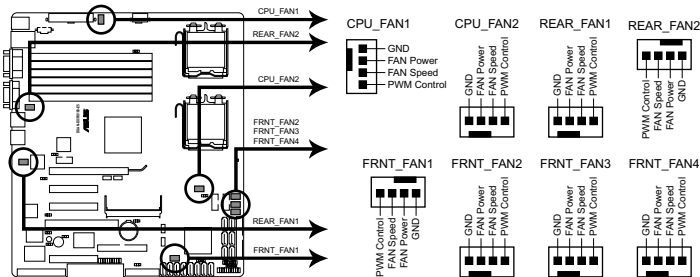 CPU_FAN1
REAR_FAN2
CPU_FAN2
FRNT_FAN2
FRNT_FAN3
FRNT_FAN4
REAR_FAN1
FRNT_FAN1
ASUS
CPU_FAN1
GND
FAN Power
FAN Speed
PWM Control
CPU_FAN2
GND
FAN Power
FAN Speed
PWM Control
REAR_FAN1
GND
FAN Power
FAN Speed
PWM Control
REAR_FAN2
PWM Control
FAN Speed
FAN Power
GND
FRNT_FAN1
PWM Control
FAN Speed
FAN Power
GND
FRNT_FAN2
GND
FAN Power
FAN Speed
PWM Control
FRNT_FAN3
GND
FAN Power
FAN Speed
PWM Control
FRNT_FAN4
GND
FAN Power
FAN Speed
PWM Control